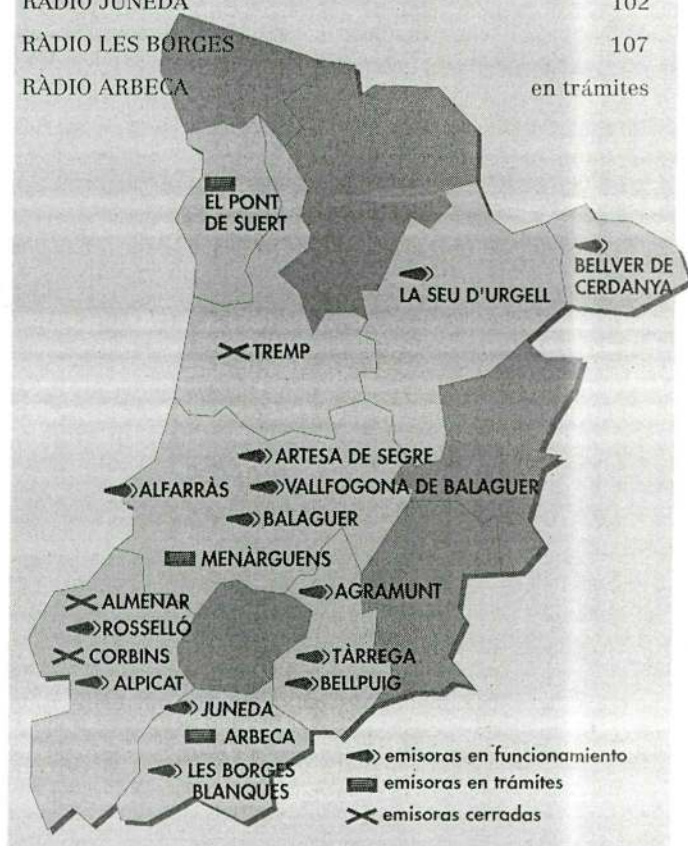 RÀDIO JUNEDA 102
RÀDIO LES BORGES 107
RÀDIO ARBECA en trámites
EL PONT
DE SUERT
LA SEU D'URGELL
BELLVER DE
CERDANYA
TREMP
ARTESA DE SEGRE
ALFARRÀS
VALLFOGONA DE BALAGUER
BALAGUER
MENÀRGUENS
AGRAMUNT
ALMENAR
ROSSELLÓ
CORBINS
TÀRREGA
ALPICAT
BELLPUIG
JUNEDA
ARBECA
LES BORGES
BLANQUES
emisoras en funcionamiento
emisoras en trámites
emisoras cerradas